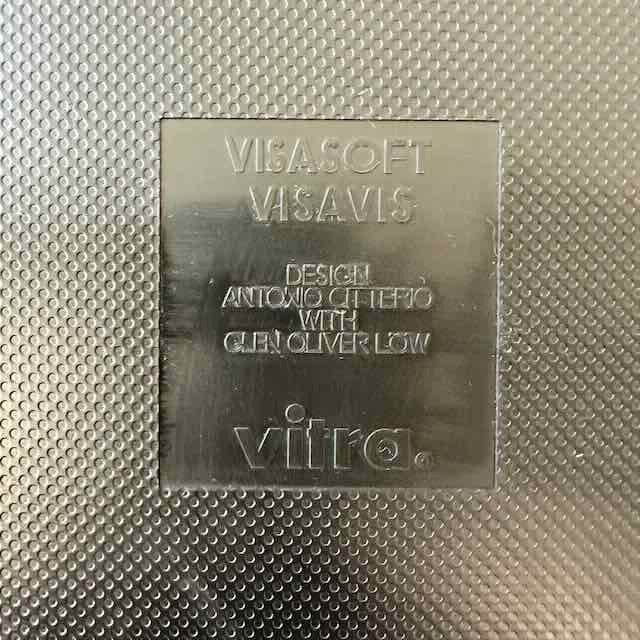 VISASOFT
VISAVIS
DESIGN
ANTONIO CITTERIO
WITH
GLEN OLIVER LÖW
vitra.